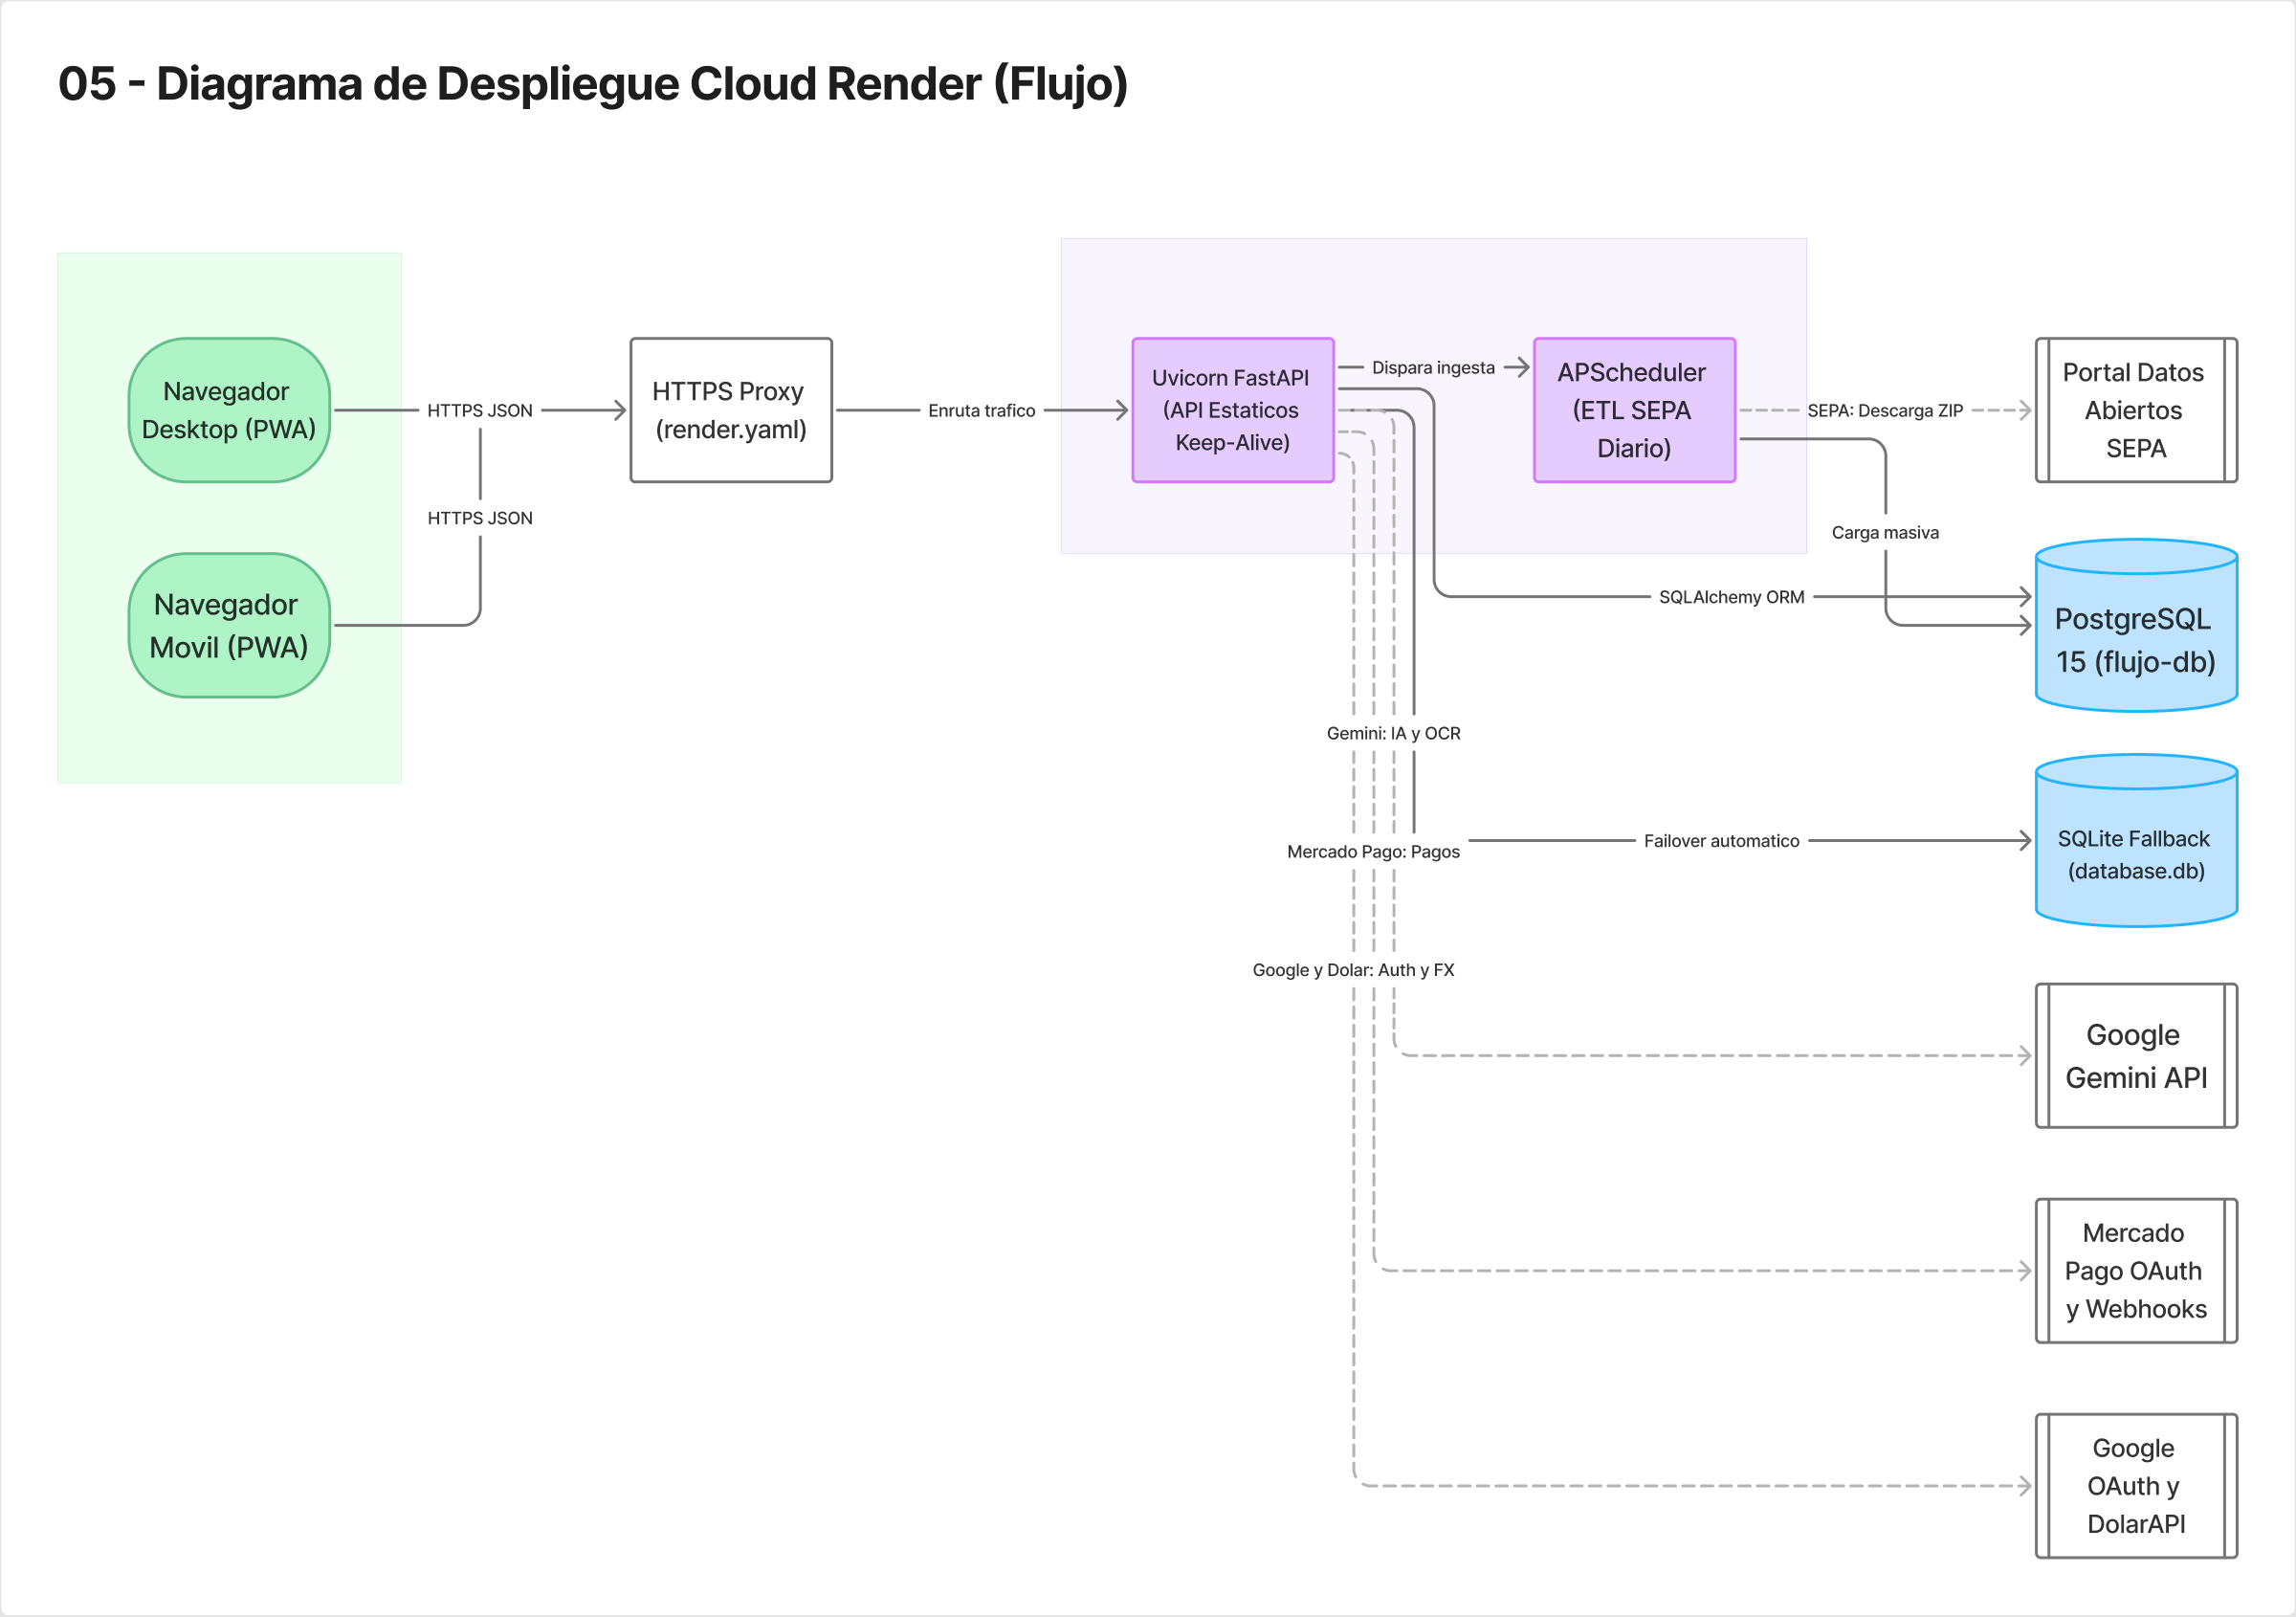 05 - Diagrama de Despliegue Cloud Render (Flujo)
Navegador
Desktop (PWA)
HTTPS JSON
HTTPS JSON
Navegador
Movil (PWA)
HTTPS Proxy
(render.yaml)
Enruta trafico
Uvicorn FastAPI
(API Estaticos
Keep-Alive)
Dispara ingesta
APScheduler
(ETL SEPA
Diario)
SEPA: Descarga ZIP
Portal Datos
Abiertos
SEPA
Carga masiva
SQLAlchemy ORM
PostgreSQL
15 (flujo-db)
Gemini: IA y OCR
Mercado Pago: Pagos
Failover automatico
SQLite Fallback
(database.db)
Google y Dolar: Auth y FX
Google
Gemini API
Mercado
Pago OAuth
y Webhooks
Google
OAuth y
DolarAPI